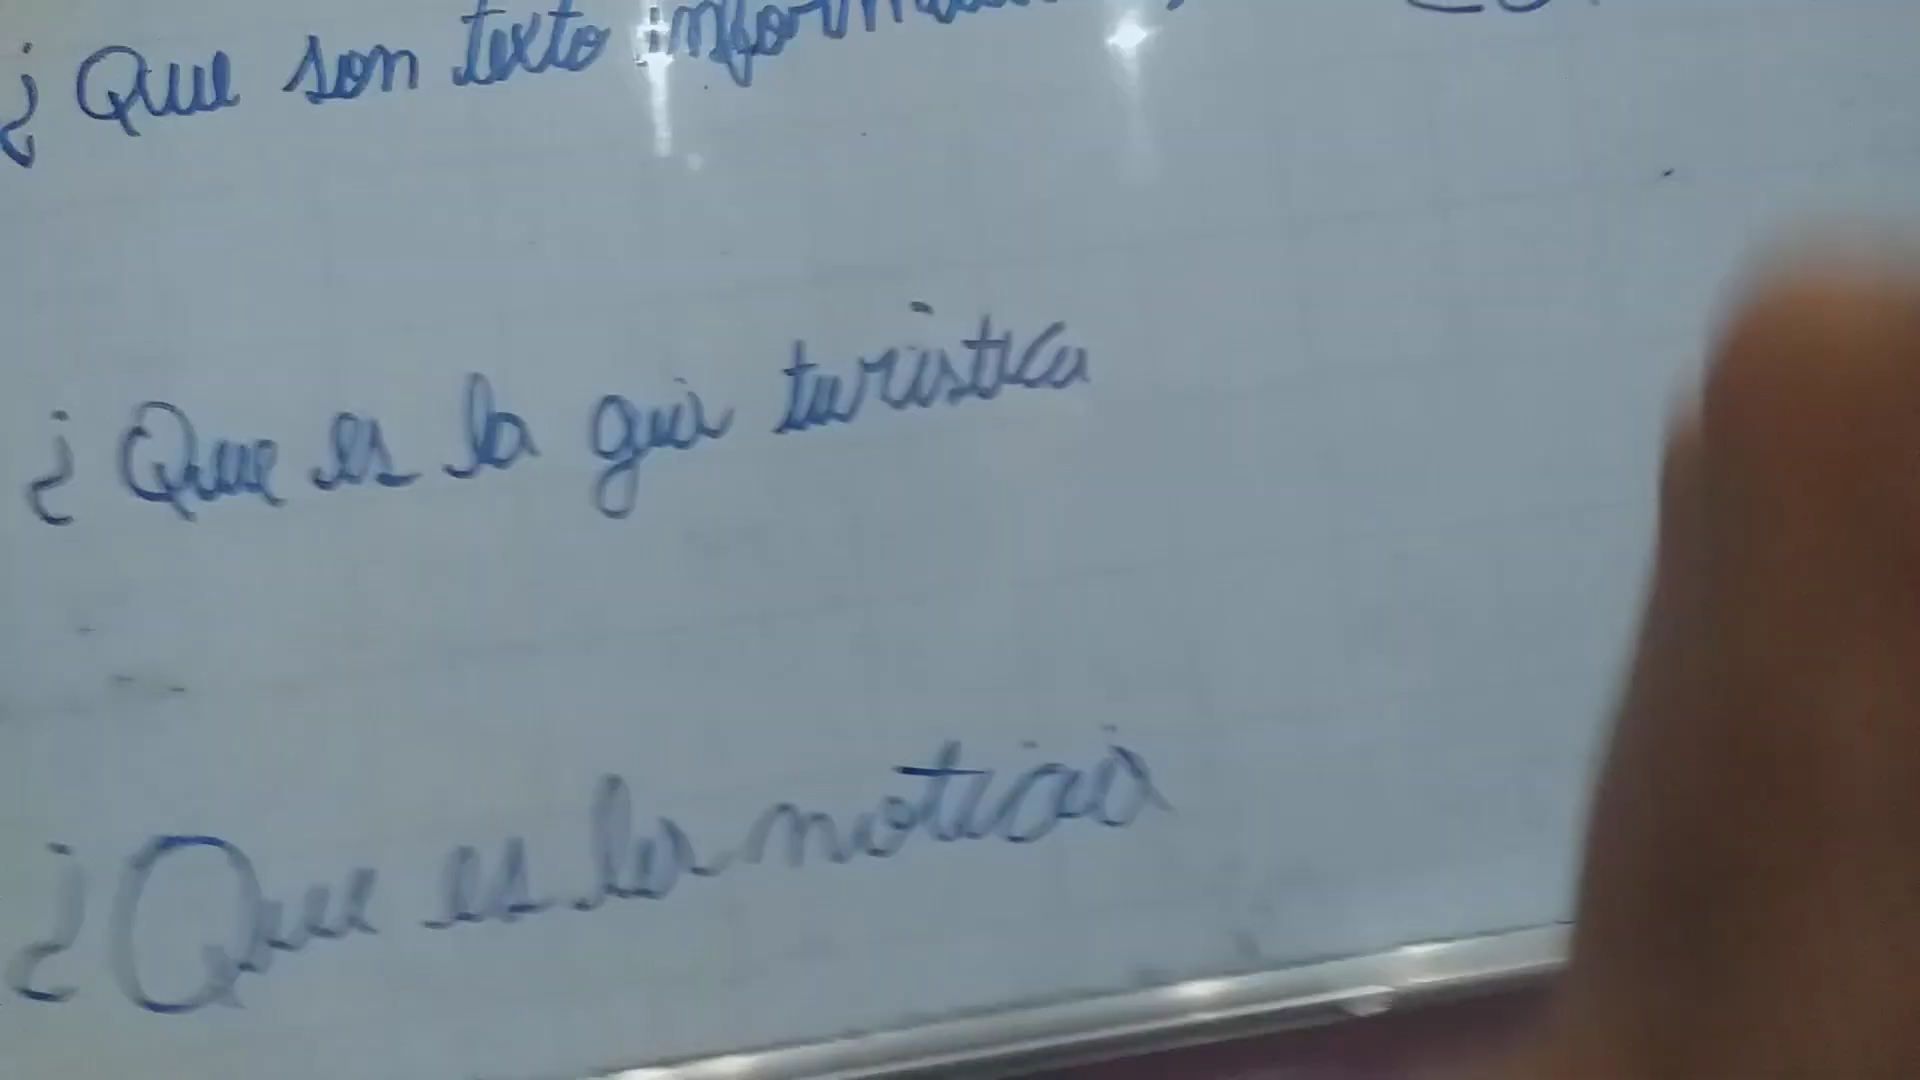 ¿ Que son texto
¿ Que es la guia turistica
¿ Que es la noticia